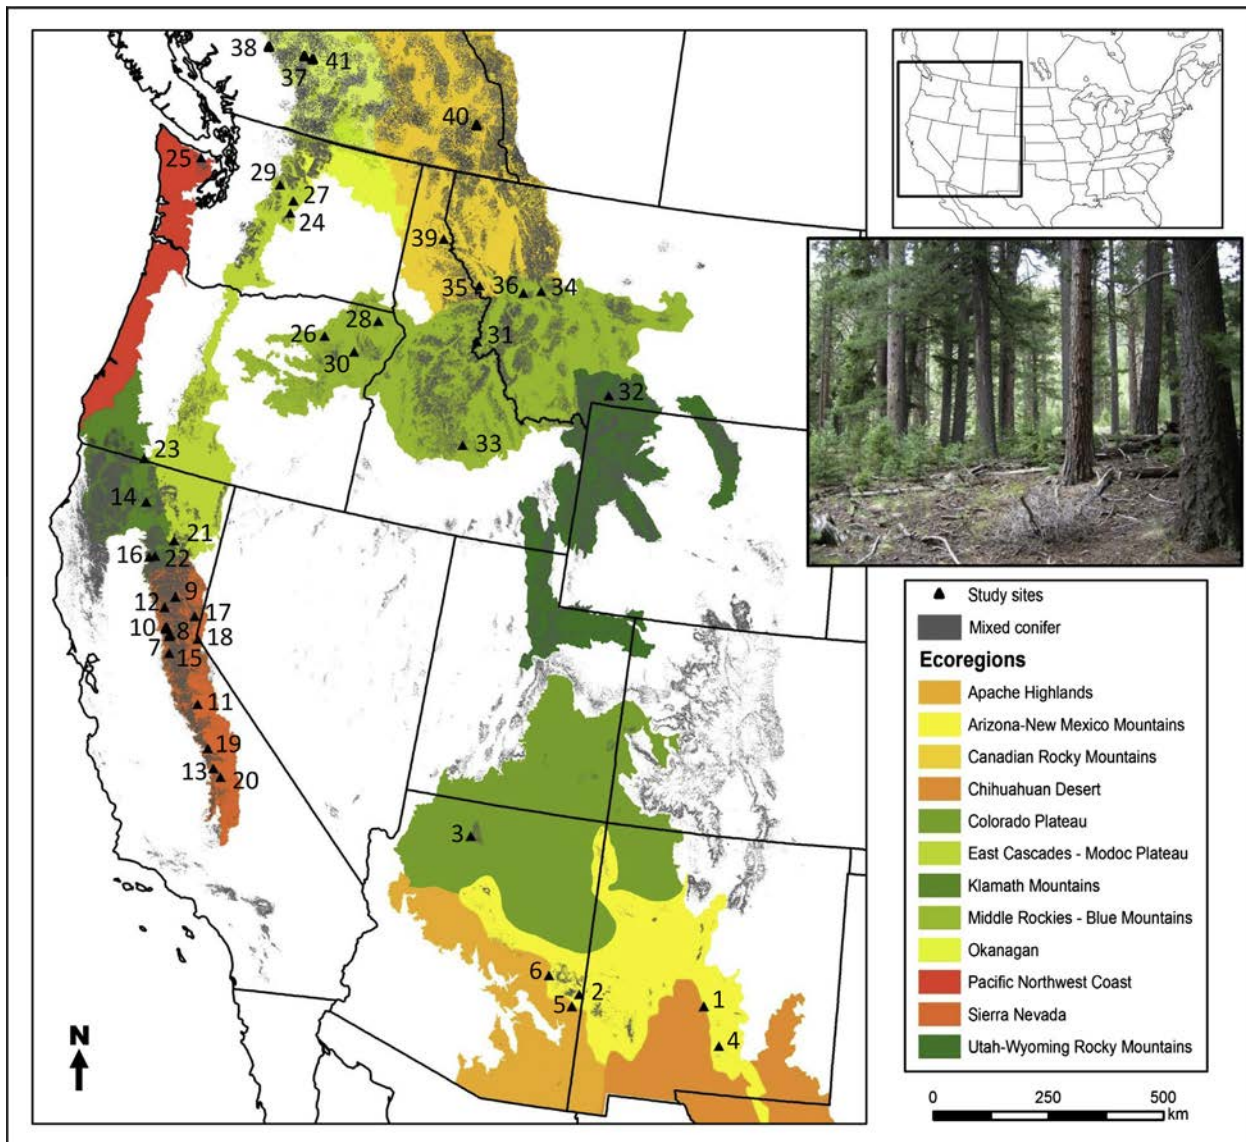 38
37
41
40
25
29
27
24
39
35
36
34
28
26
30
31
32
33
23
14
21
16
22
9
12
17
10
8
7
18
15
11
19
13
20
3
6
2
5
1
4
N
Study sites
Mixed conifer
Ecoregions
Apache Highlands
Arizona-New Mexico Mountains
Canadian Rocky Mountains
Chihuahuan Desert
Colorado Plateau
East Cascades - Modoc Plateau
Klamath Mountains
Middle Rockies - Blue Mountains
Okanagan
Pacific Northwest Coast
Sierra Nevada
Utah-Wyoming Rocky Mountains
0 250 500
km